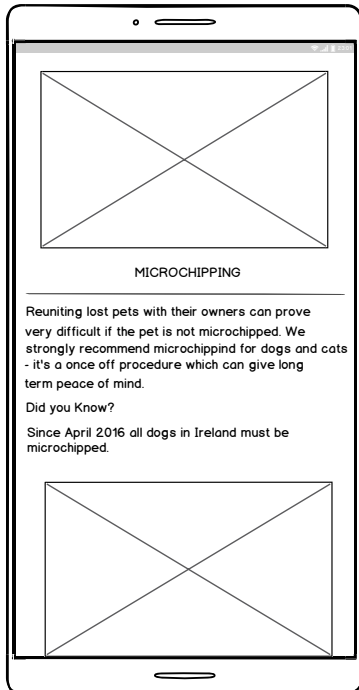 MICROCHIPPING
Reuniting lost pets with their owners can prove
very difficult if the pet is not microchipped. We
strongly recommend microchippind for dogs and cats
- it's a once off procedure which can give long
term peace of mind.
Did you Know?
Since April 2016 all dogs in Ireland must be
microchipped.